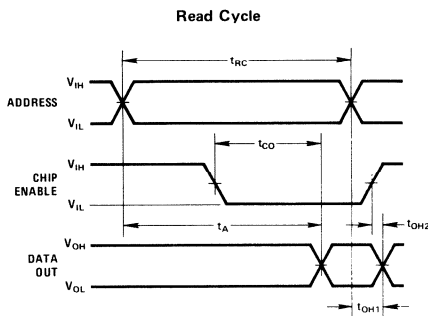 Read Cycle
tRC
VIH
ADDRESS
VIL
tCO
VIH
CHIP
ENABLE
VIL
tOH2
tA
VOH
DATA
OUT
VOL
tOH1